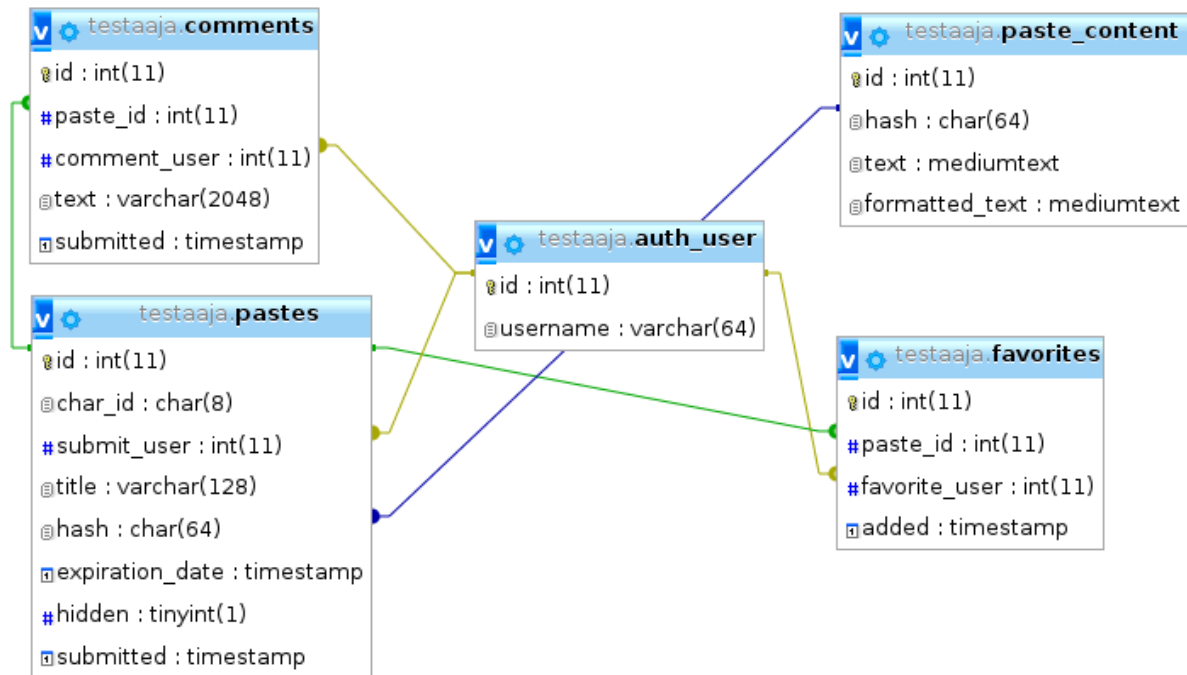 testaaja.comments
id : int(11)
paste_id : int(11)
comment_user : int(11)
text : varchar(2048)
submitted : timestamp
testaaja.paste_content
id : int(11)
hash : char(64)
text : mediumtext
formatted_text : mediumtext
testaaja.auth_user
id : int(11)
username : varchar(64)
testaaja.pastes
id : int(11)
char_id : char(8)
submit_user : int(11)
title : varchar(128)
hash : char(64)
expiration_date : timestamp
hidden : tinyint(1)
submitted : timestamp
testaaja.favorites
id : int(11)
paste_id : int(11)
favorite_user : int(11)
added : timestamp